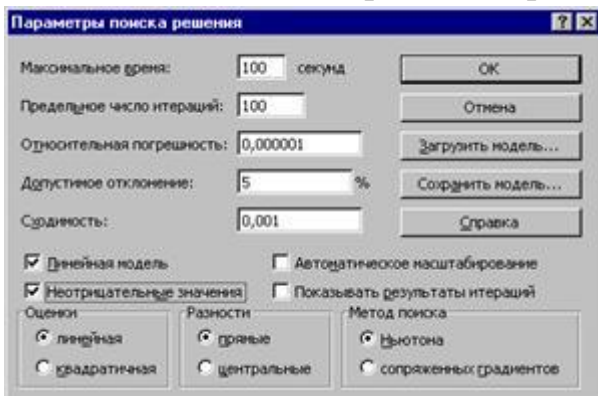 Параметры поиска решения
Максимальное время: 100 секунд OK
Предельное число итераций: 100 Отмена
Относительная погрешность: 0,000001 Загрузить модель...
Допустимое отклонение: 5 % Сохранить модель...
Сходимость: 0,001 Справка
Линейная модель Автоматическое масштабирование
Неотрицательные значения Показывать результаты итераций
Оценки Разности Метод поиска
линейная прямые Ньютона
квадратичная центральные сопряженных градиентов